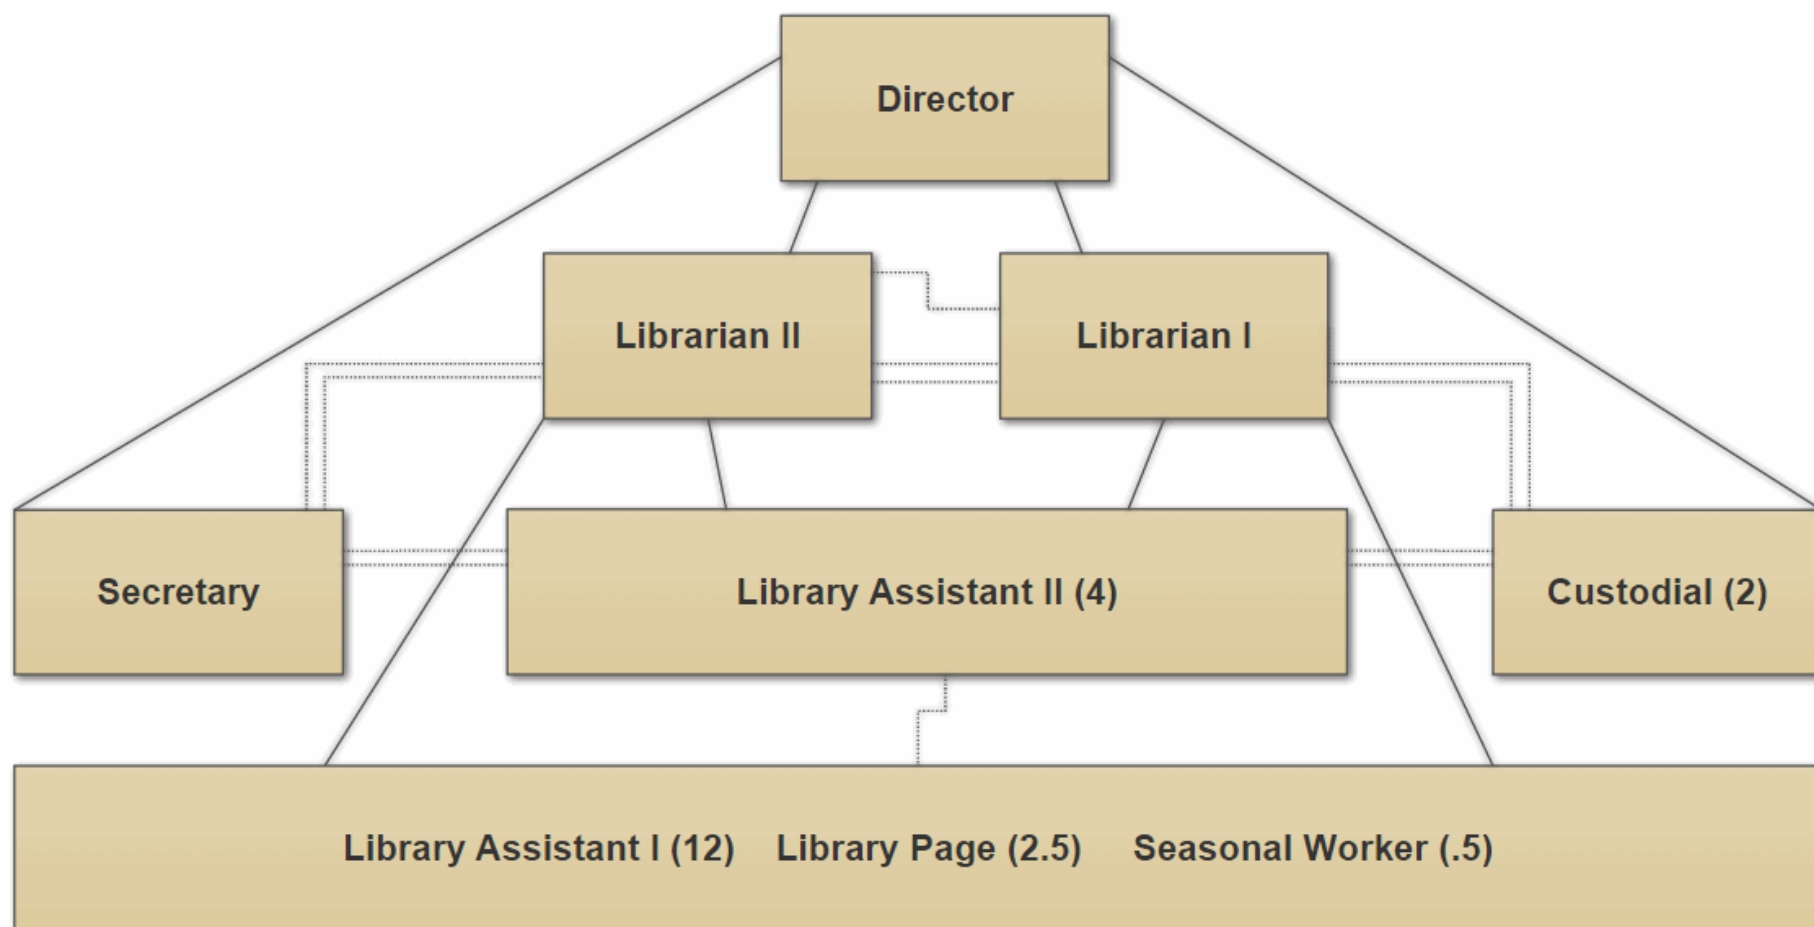 Director
Librarian II
Librarian I
Secretary
Library Assistant II (4)
Custodial (2)
Library Assistant I (12) Library Page (2.5) Seasonal Worker (.5)